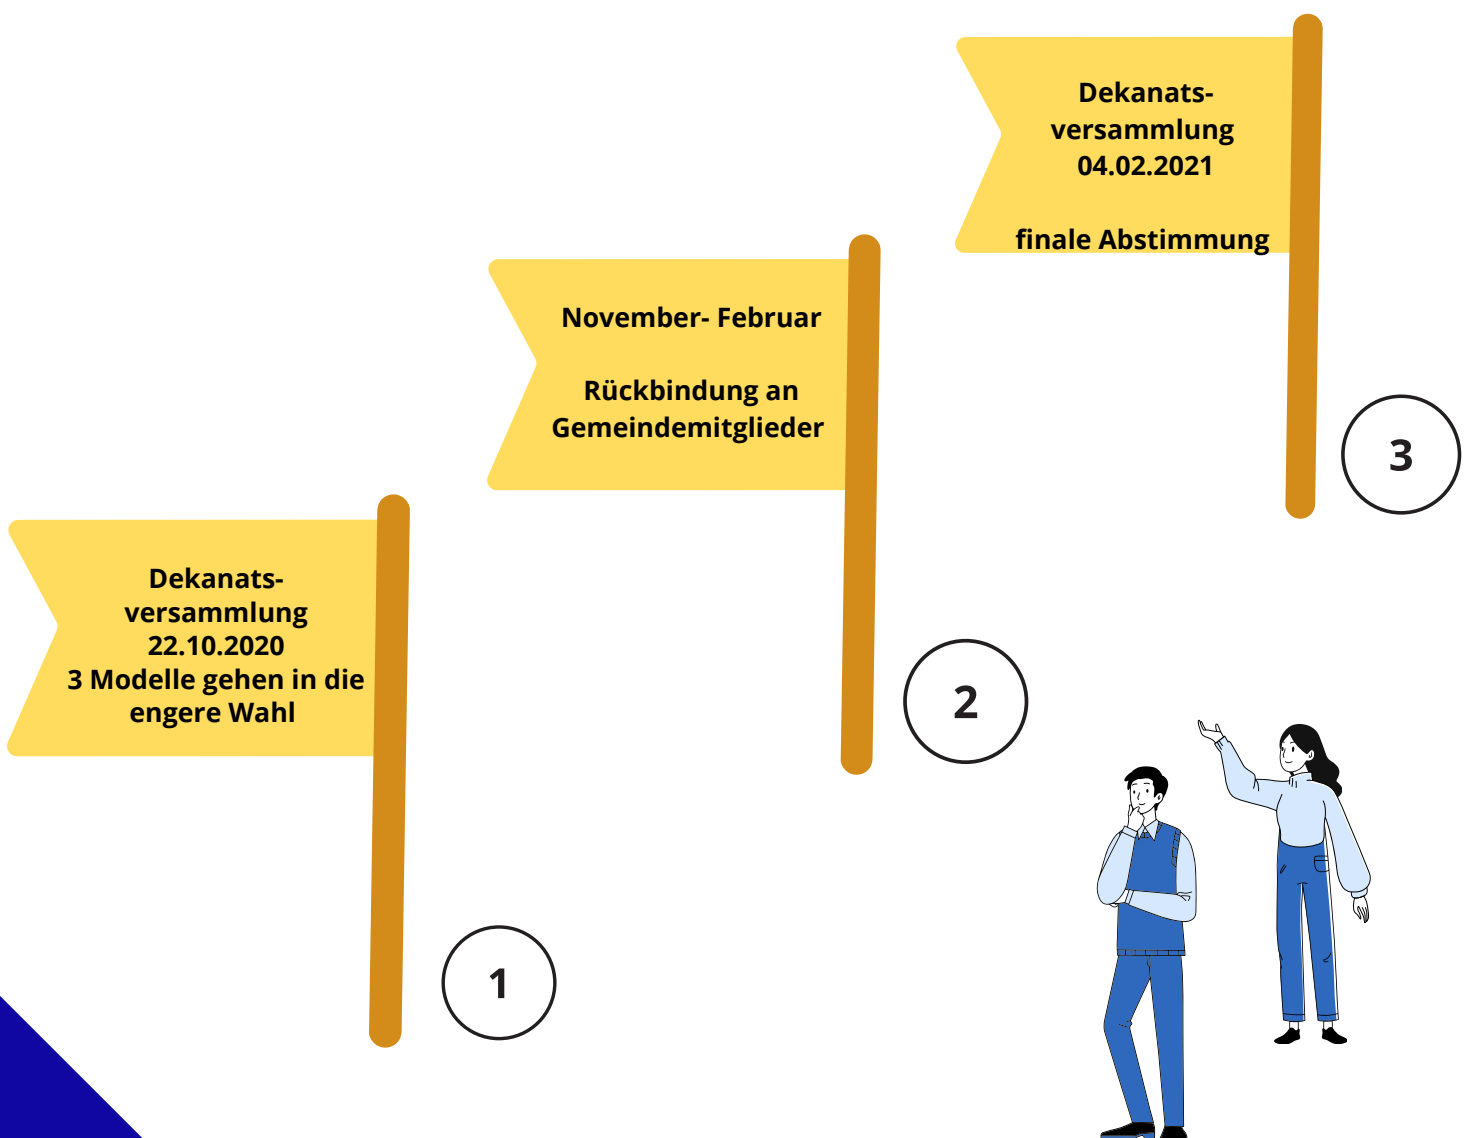 Dekanats-
versammlung
22.10.2020
3 Modelle gehen in die
engere Wahl
1
November- Februar
Rückbindung an
Gemeindemitglieder
2
Dekanats-
versammlung
04.02.2021
finale Abstimmung
3